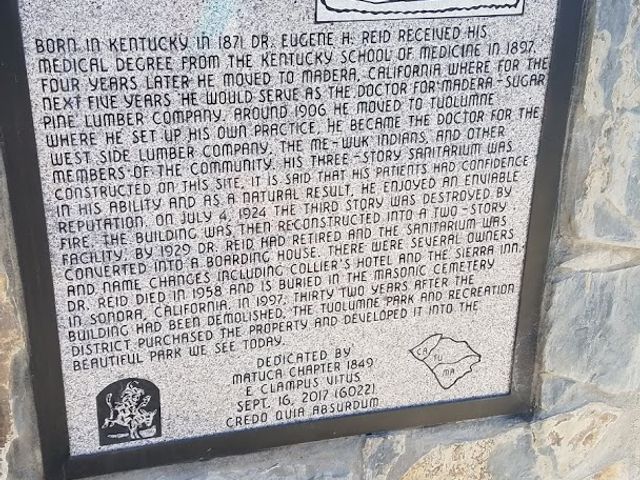 BORN IN KENTUCKY IN 1871 DR. EUGENE H. REID RECEIVED HIS
MEDICAL DEGREE FROM THE KENTUCKY SCHOOL OF MEDICINE IN 1897.
FOUR YEARS LATER HE MOVED TO MADERA, CALIFORNIA WHERE FOR THE
NEXT FIVE YEARS HE WOULD SERVE AS THE DOCTOR FOR MADERA-SUGAR
PINE LUMBER COMPANY. AROUND 1906 HE MOVED TO TUOLUMNE
WHERE HE SET UP HIS OWN PRACTICE. HE BECAME THE DOCTOR FOR THE
WEST SIDE LUMBER COMPANY, THE ME-WUK INDIANS, AND OTHER
MEMBERS OF THE COMMUNITY. HIS THREE-STORY SANITARIUM WAS
CONSTRUCTED ON THIS SITE. IT IS SAID THAT HIS PATIENTS HAD CONFIDENCE
IN HIS ABILITY AND AS A NATURAL RESULT, HE ENJOYED AN ENVIABLE
REPUTATION. ON JULY 4, 1924 THE THIRD STORY WAS DESTROYED BY
FIRE. THE BUILDING WAS THEN RECONSTRUCTED INTO A TWO-STORY
FACILITY. BY 1929 DR. REID HAD RETIRED AND THE SANITARIUM WAS
CONVERTED INTO A BOARDING HOUSE. THERE WERE SEVERAL OWNERS
AND NAME CHANGES INCLUDING COLLIER'S HOTEL AND THE SIERRA INN.
DR. REID DIED IN 1958 AND IS BURIED IN THE MASONIC CEMETERY
IN SONORA, CALIFORNIA. IN 1997, THIRTY TWO YEARS AFTER THE
BUILDING HAD BEEN DEMOLISHED, THE TUOLUMNE PARK AND RECREATION
DISTRICT PURCHASED THE PROPERTY AND DEVELOPED IT INTO THE
BEAUTIFUL PARK WE SEE TODAY.
DEDICATED BY
MATUCA CHAPTER 1849
E CLAMPUS VITUS
SEPT. 16, 2017 (6022)
CREDO QUIA ABSURDUM
CA
TU
MA